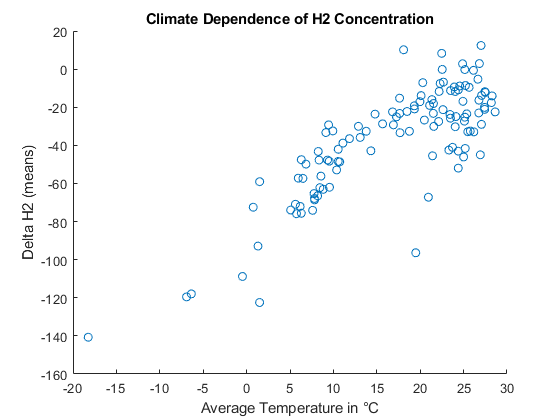 Climate Dependence of H2 Concentration
20
0
-20
-40
-60
-80
-100
-120
-140
-160
Delta H2 (means)
-20 -15 -10 -5 0 5 10 15 20 25 30
Average Temperature in °C